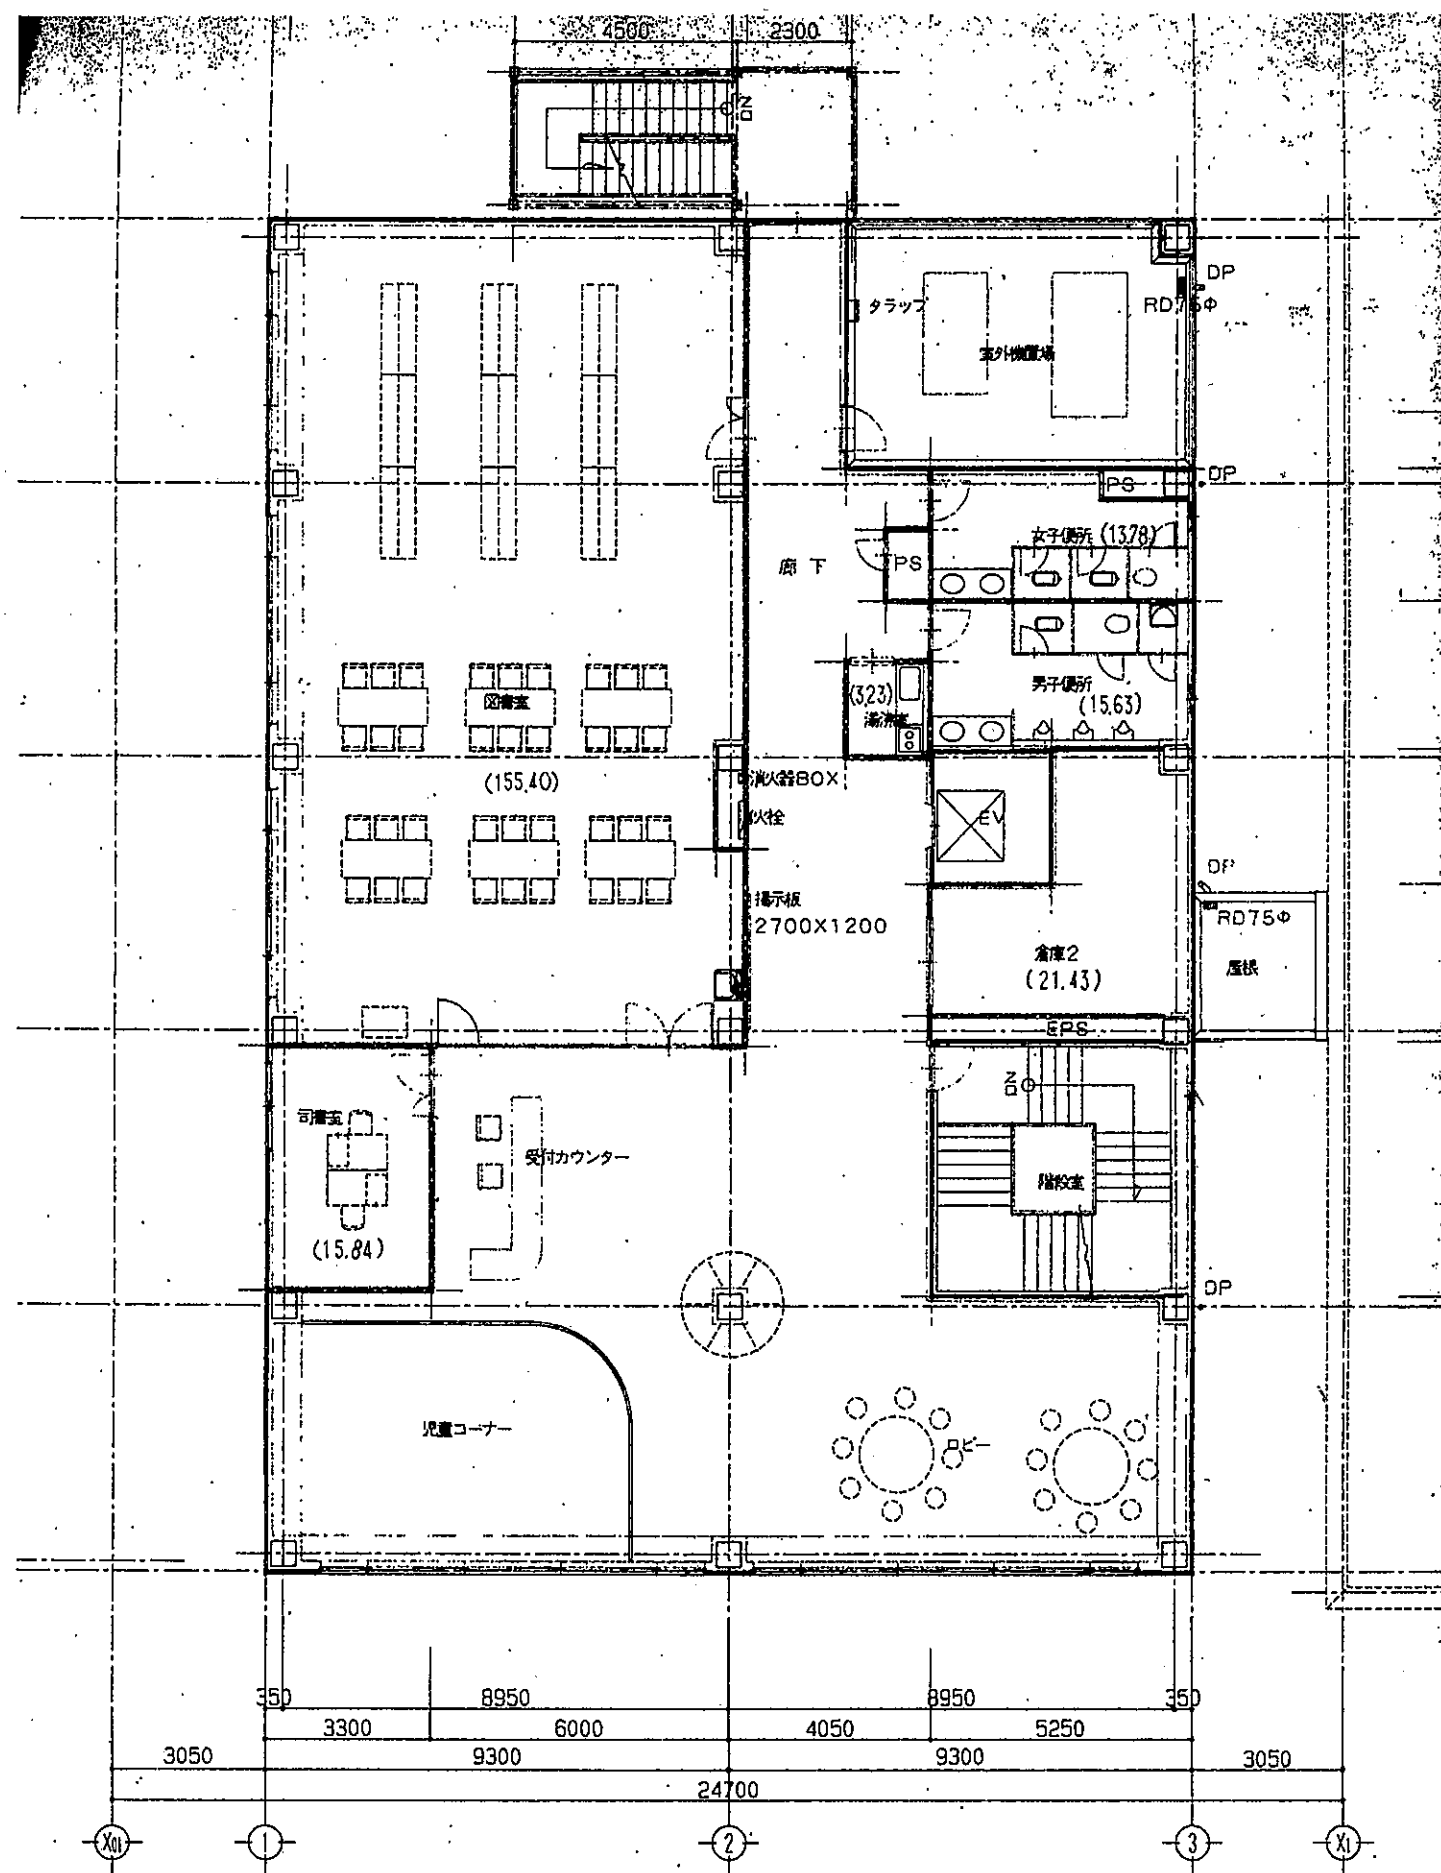 4500
2300
DP
RD75Φ
タラップ
室外機置場
DP
PS
女子便所 (13.78)
PS
廊下
男子便所
(15.63)
(3.23)
湯沸室
図書室
(155.40)
消火器BOX
火栓
EV
掲示板
2700X1200
DP
RD75Φ
屋根
倉庫2
(21.43)
EPS
司書室
(15.84)
受付カウンター
階段室
DP
児童コーナー
ロビー
350
8950
8950
350
3300
6000
4050
5250
3050
9300
9300
3050
24700
X01
1
2
3
X1